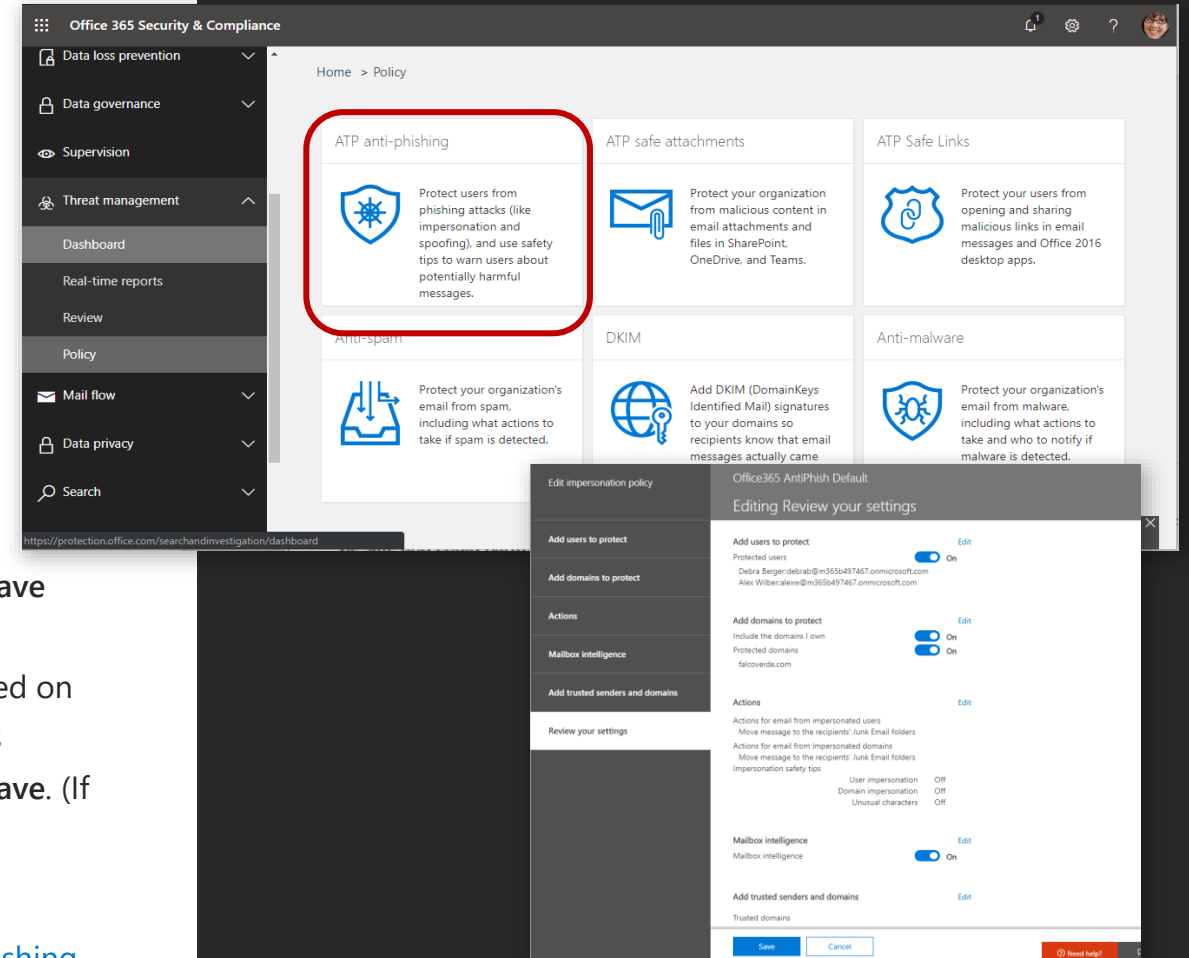 Office 365 Security & Compliance
1
?
Data loss prevention
Data governance
Supervision
Threat management
Dashboard
Real-time reports
Review
Policy
Mail flow
Data privacy
Search
https://protection.office.com/searchandinvestigation/dashboard
Home > Policy
ATP anti-phishing
Protect users from
phishing attacks (like
impersonation and
spoofing), and use safety
tips to warn users about
potentially harmful
messages.
ATP safe attachments
Protect your organization
from malicious content in
email attachments and
files in SharePoint,
OneDrive, and Teams.
ATP Safe Links
Protect your users from
opening and sharing
malicious links in email
messages and Office 2016
desktop apps.
Anti-spam
Protect your organization's
email from spam,
including what actions to
take if spam is detected.
DKIM
Add DKIM (DomainKeys
Identified Mail) signatures
to your domains so
recipients know that email
messages actually came
Anti-malware
Protect your organization's
email from malware,
including what actions to
take and who to notify if
malware is detected.
ave
ed on
ave. (If
shing
Edit impersonation policy
Add users to protect
Add domains to protect
Actions
Mailbox intelligence
Add trusted senders and domains
Review your settings
Office365 AntiPhish Default
Editing Review your settings
Add users to protect Edit
Protected users On
Debra Berger;debrab@m365b497467.onmicrosoft.com
Alex Wilber;alexw@m365b497467.onmicrosoft.com
Add domains to protect Edit
Include the domains I own On
Protected domains On
falcoverde.com
Actions Edit
Actions for email from impersonated users
Move message to the recipients' Junk Email folders
Actions for email from impersonated domains
Move message to the recipients' Junk Email folders
Impersonation safety tips
User impersonation Off
Domain impersonation Off
Unusual characters Off
Mailbox intelligence Edit
Mailbox intelligence On
Add trusted senders and domains Edit
Trusted domains
Save Cancel
Need help?